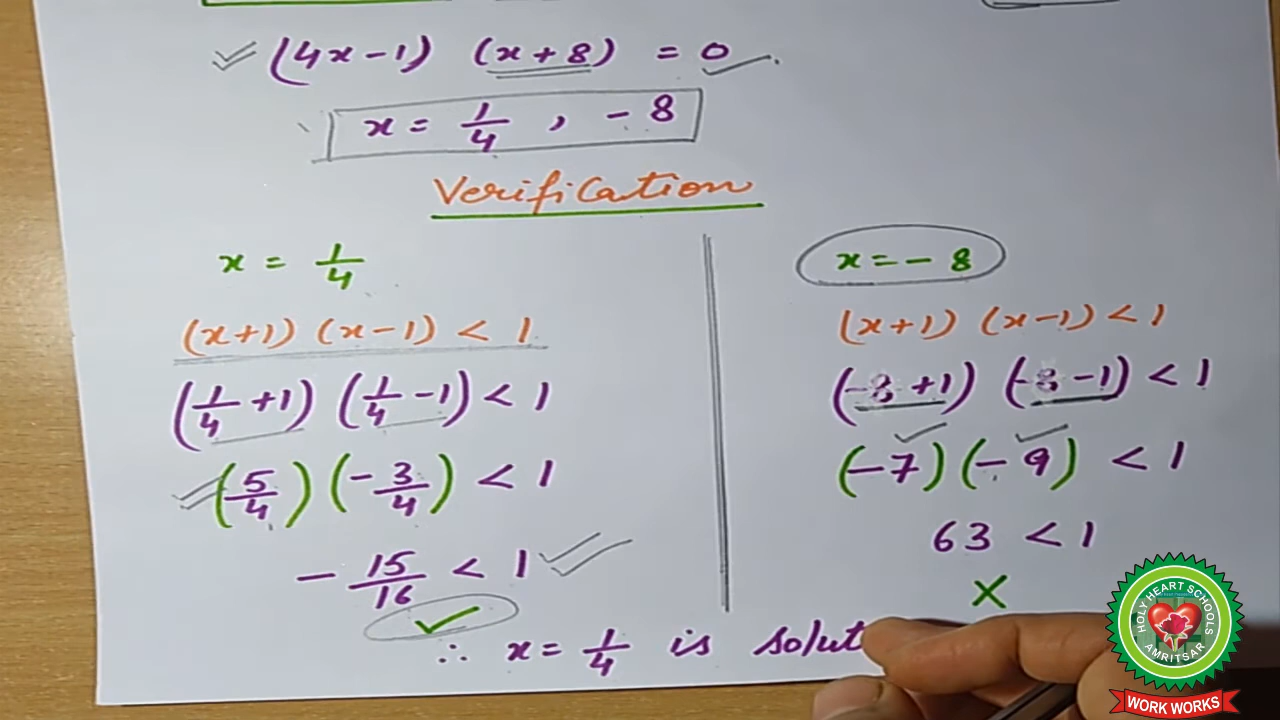 (4x-1) (x+8) = 0
x = 1/4, -8
Verification
x = 1/4
(x+1) (x-1) < 1
(1/4 +1) (1/4 -1) < 1
(5/4) (-3/4) < 1
- 15/16 < 1
x = -8
(x+1) (x-1) < 1
(-8 +1) (-8 -1) < 1
(-7) (-9) < 1
63 < 1
∴ x = 1/4 is
HOLY HEART SCHOOLS
AMRITSAR
WORK WORKS